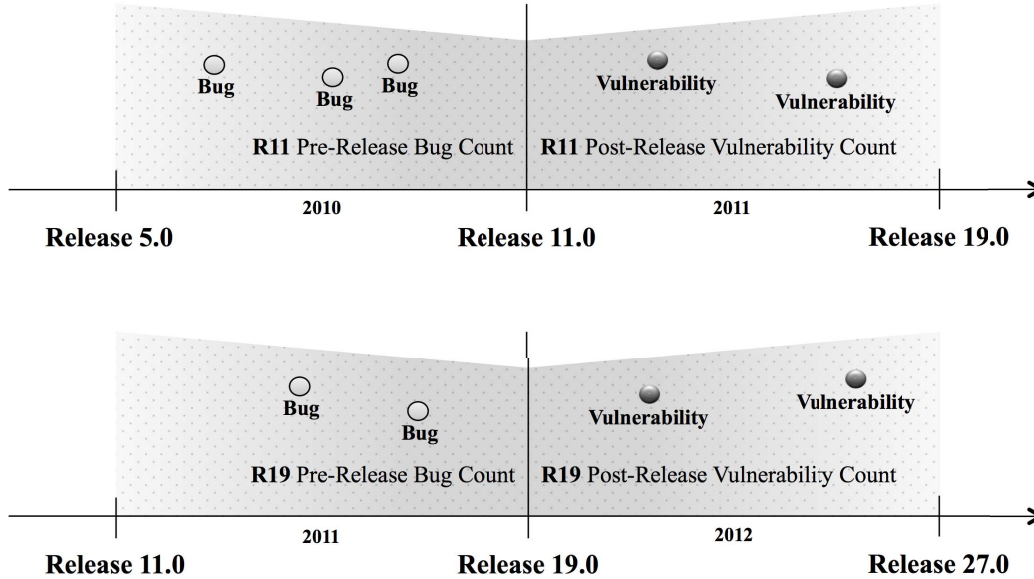 Bug
Bug
Bug
Vulnerability
Vulnerability
R11 Pre-Release Bug Count
R11 Post-Release Vulnerability Count
2010
2011
Release 5.0
Release 11.0
Release 19.0
Bug
Bug
Vulnerability
Vulnerability
R19 Pre-Release Bug Count
R19 Post-Release Vulnerability Count
2011
2012
Release 11.0
Release 19.0
Release 27.0